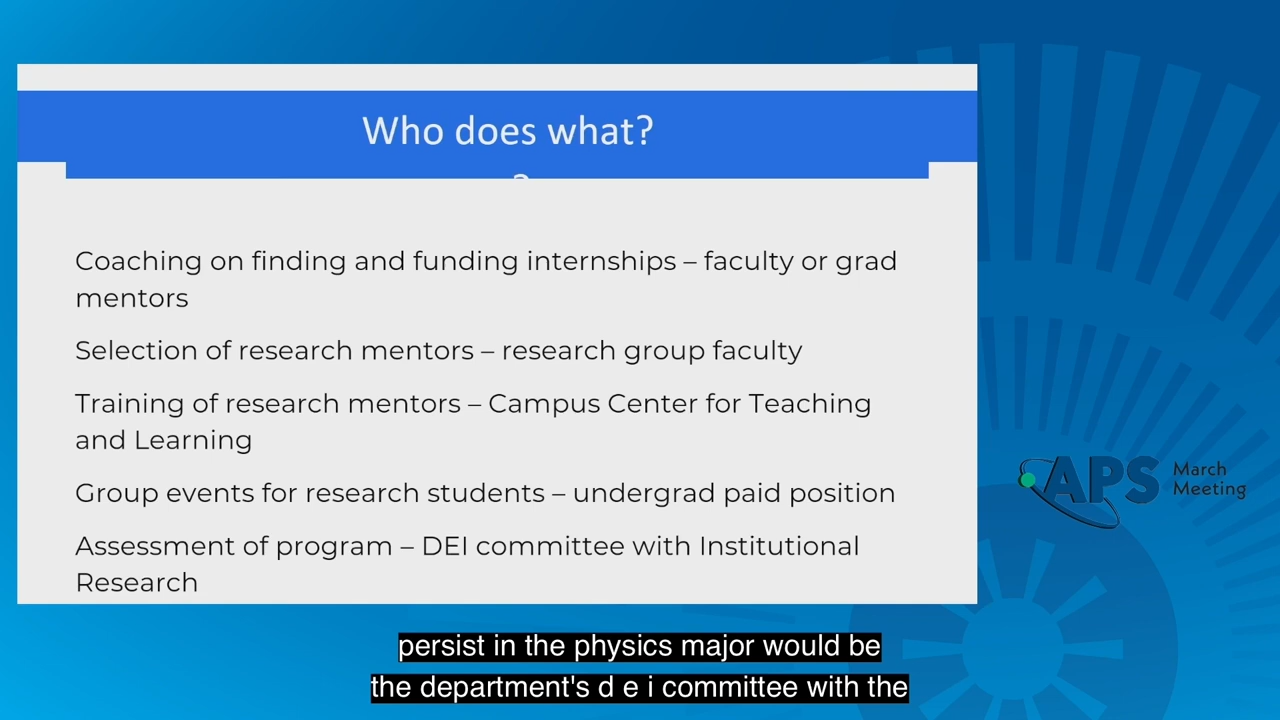 Who does what?
?
Coaching on finding and funding internships – faculty or grad
mentors
Selection of research mentors – research group faculty
Training of research mentors – Campus Center for Teaching
and Learning
Group events for research students – undergrad paid position
Assessment of program – DEI committee with Institutional
Research
APS March
Meeting
persist in the physics major would be
the department's d e i committee with the